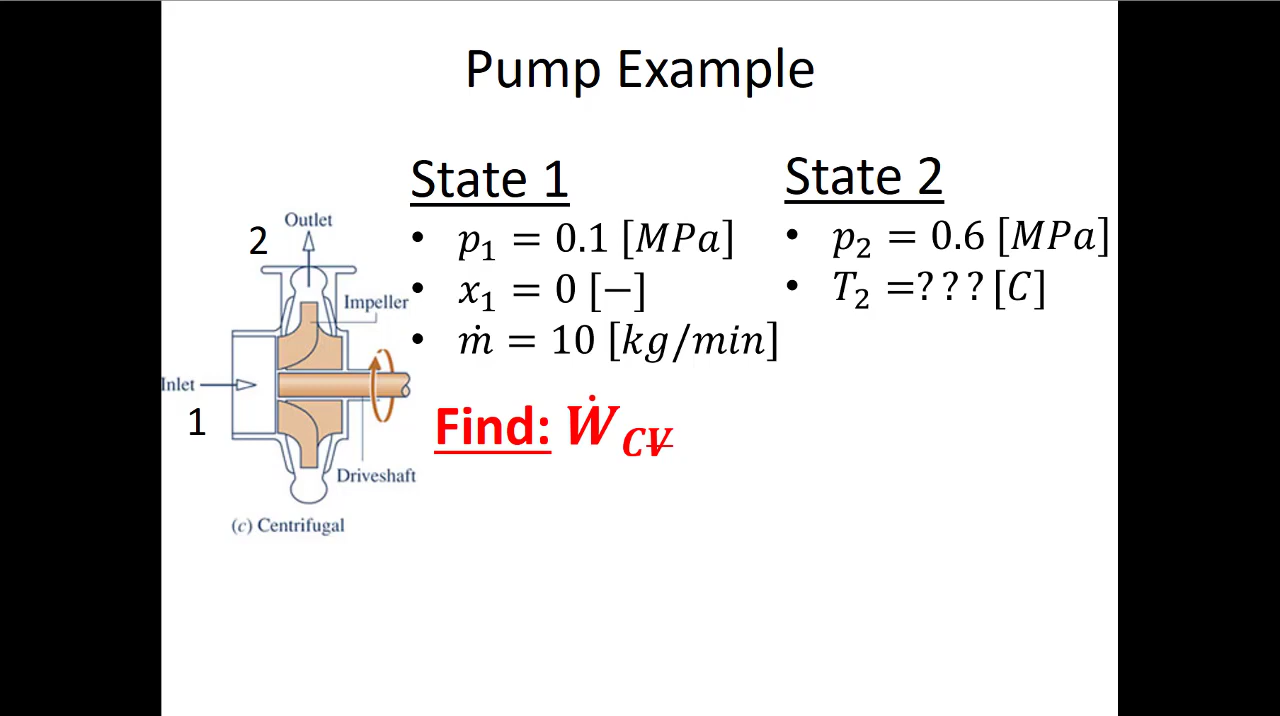 Pump Example
State 1
• p₁ = 0.1 [MPa]
• x₁ = 0 [−]
• ṁ = 10 [kg/min]
State 2
• p₂ = 0.6 [MPa]
• T₂ =? ? ? [C]
Find: Ẇ_CV̶
2
Outlet
Impeller
Inlet
1
Driveshaft
(c) Centrifugal